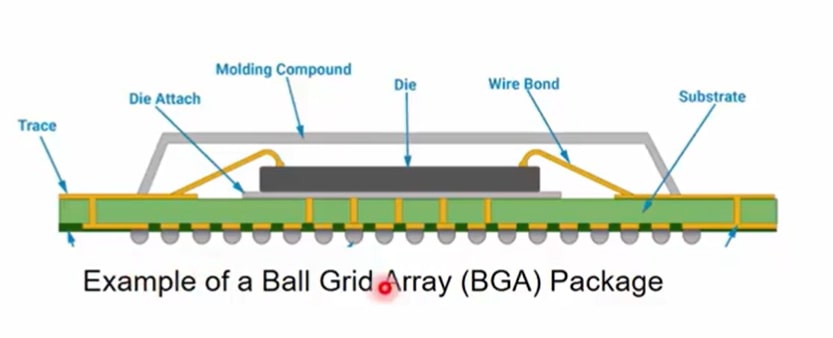 Molding Compound
Die Attach
Die
Wire Bond
Substrate
Trace
Example of a Ball Grid Array (BGA) Package